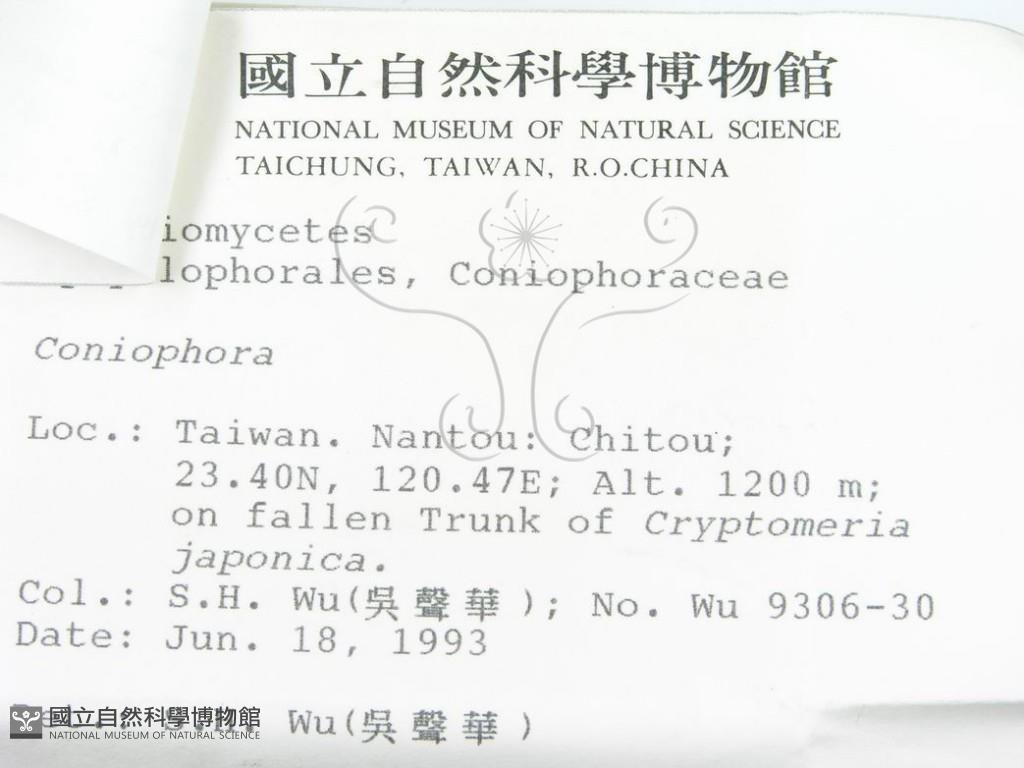 國立自然科學博物館
NATIONAL MUSEUM OF NATURAL SCIENCE
TAICHUNG, TAIWAN, R.O.CHINA
iomycetes
lophorales, Coniophoraceae
Coniophora
Loc.: Taiwan. Nantou: Chitou;
23.40N, 120.47E; Alt. 1200 m;
on fallen Trunk of Cryptomeria
japonica.
Col.: S.H. Wu(吳聲華); No. Wu 9306-30
Date: Jun. 18, 1993
Wu(吳聲華)
國立自然科學博物館
NATIONAL MUSEUM OF NATURAL SCIENCE